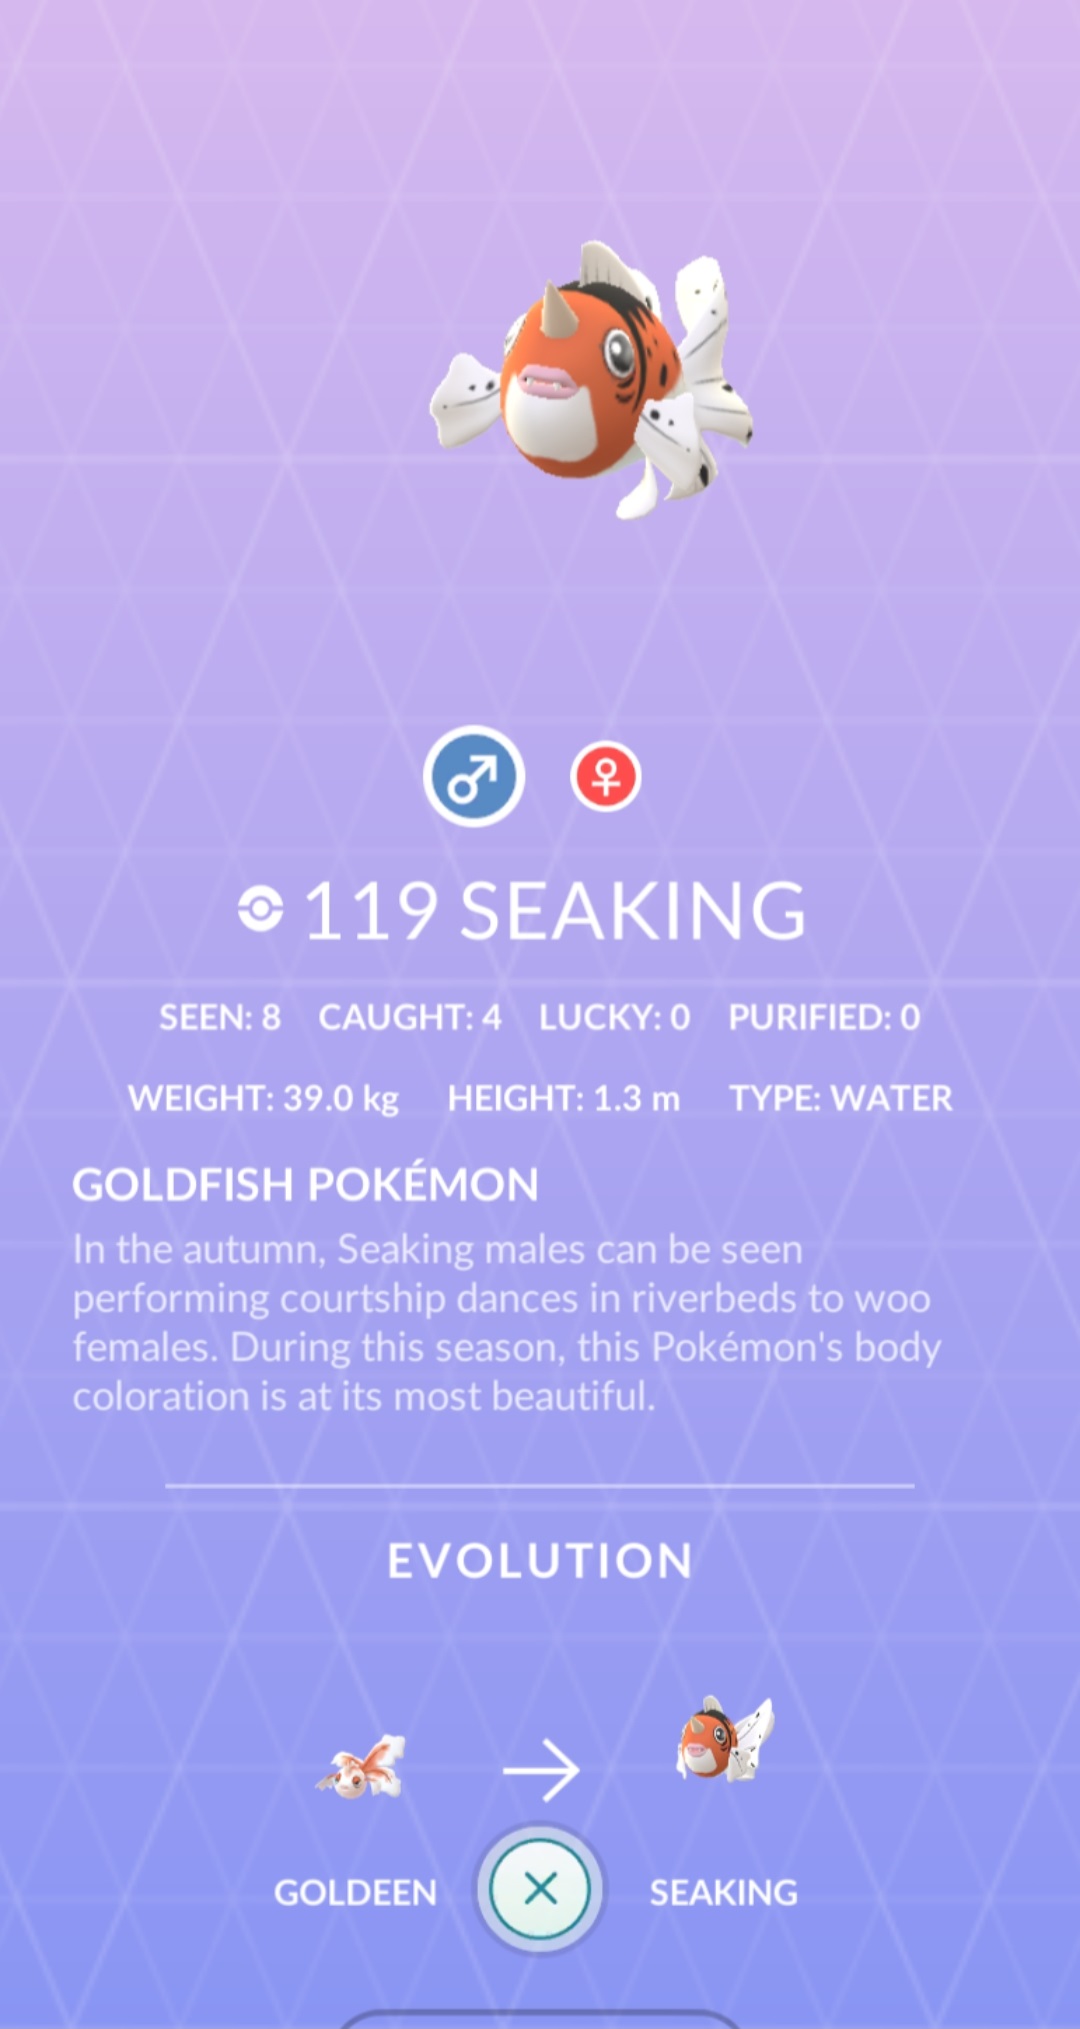 119 SEAKING
SEEN: 8 CAUGHT: 4 LUCKY: 0 PURIFIED: 0
WEIGHT: 39.0 kg HEIGHT: 1.3 m TYPE: WATER
GOLDFISH POKÉMON
In the autumn, Seaking males can be seen
performing courtship dances in riverbeds to woo
females. During this season, this Pokémon's body
coloration is at its most beautiful.
EVOLUTION
GOLDEEN SEAKING